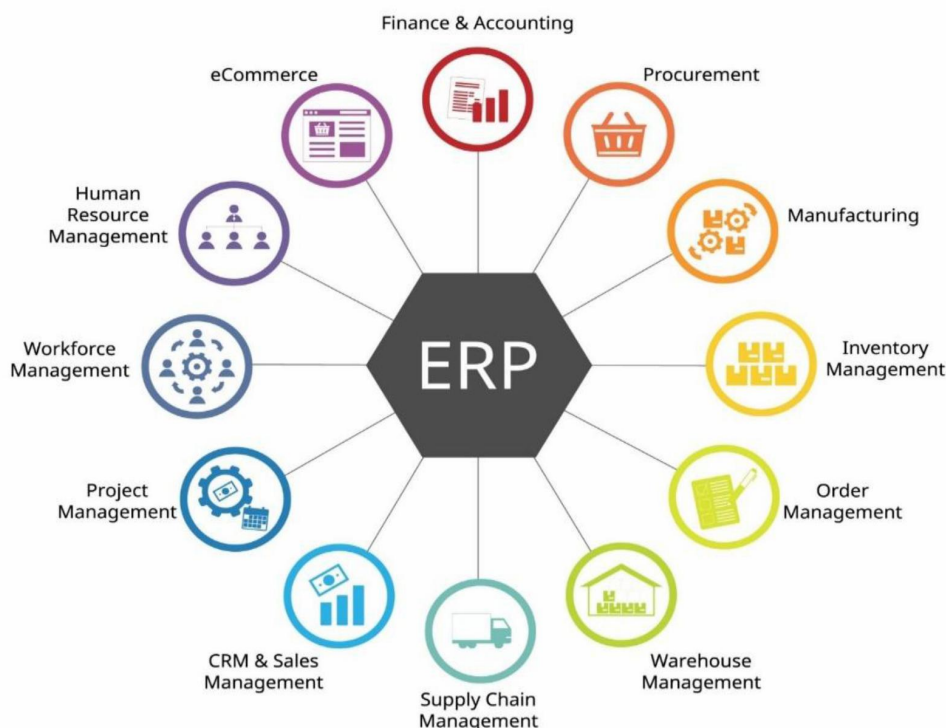 Finance & Accounting
eCommerce
Procurement
Human
Resource
Management
Manufacturing
ERP
Workforce
Management
Inventory
Management
Project
Management
Order
Management
CRM & Sales
Management
Warehouse
Management
Supply Chain
Management